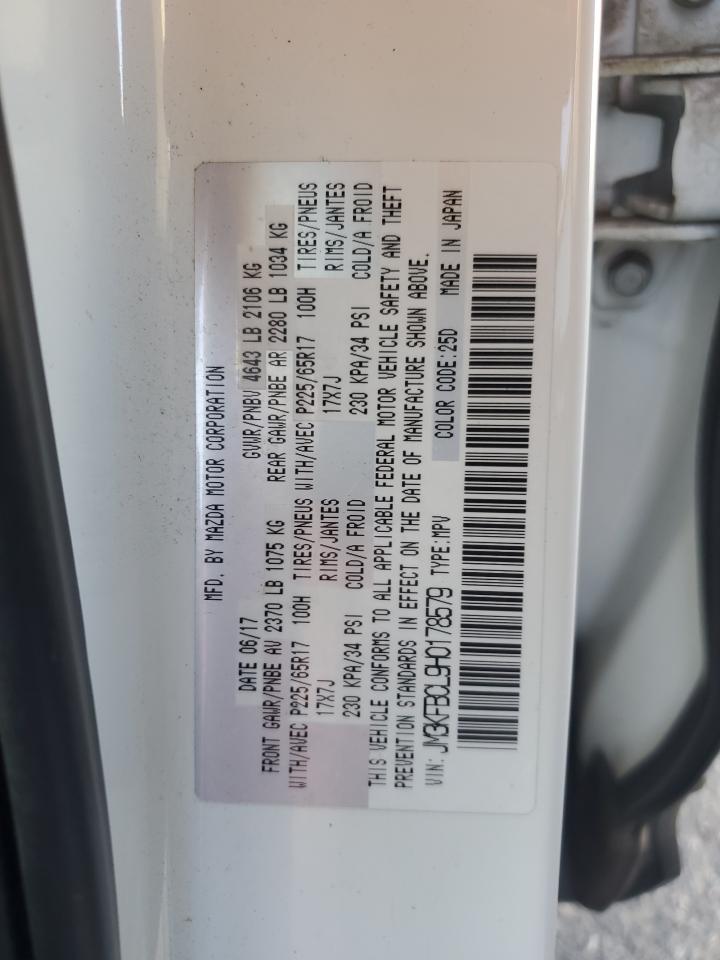 MFD. BY MAZDA MOTOR CORPORATION
DATE 06/17 GVWR/PNBV 4643 LB 2106 KG
FRONT GAWR/PNBE AV 2370 LB 1075 KG REAR GAWR/PNBE AR 2280 LB 1034 KG
WITH/AVEC P225/65R17 100H TIRES/PNEUS WITH/AVEC P225/65R17 100H TIRES/PNEUS
17X7J RIMS/JANTES 17X7J RIMS/JANTES
230 KPA/34 PSI COLD/A FROID 230 KPA/34 PSI COLD/A FROID
THIS VEHICLE CONFORMS TO ALL APPLICABLE FEDERAL MOTOR VEHICLE SAFETY AND THEFT
PREVENTION STANDARDS IN EFFECT ON THE DATE OF MANUFACTURE SHOWN ABOVE.
VIN: JM3KFBCL9H0178579 TYPE:MPV COLOR CODE:25D MADE IN JAPAN